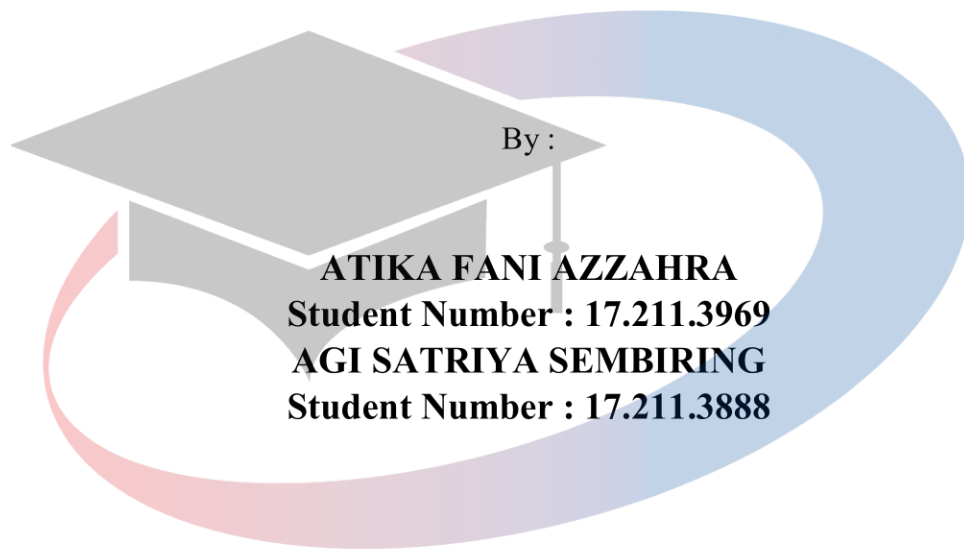 By :
ATIKA FANI AZZAHRA
Student Number : 17.211.3969
AGI SATRIYA SEMBIRING
Student Number : 17.211.3888